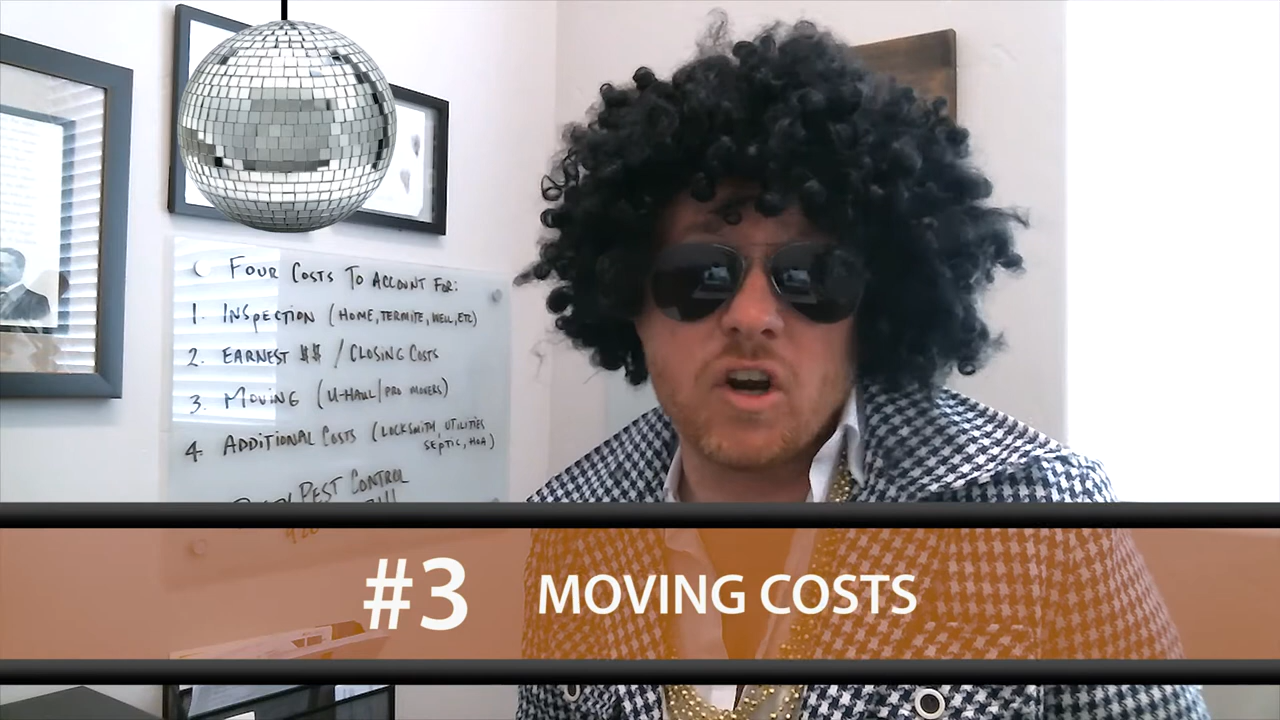 FOUR COSTS TO ACCOUNT FOR:
1. INSPECTION (HOME, TERMITE, WELL, ETC)
2. EARNEST $$ / CLOSING COSTS
3. MOVING (U-HAUL/PRO MOVERS)
4. ADDITIONAL COSTS (LOCKSMITH, UTILITIES
SEPTIC, HOA)
PEST CONTROL
#3 MOVING COSTS